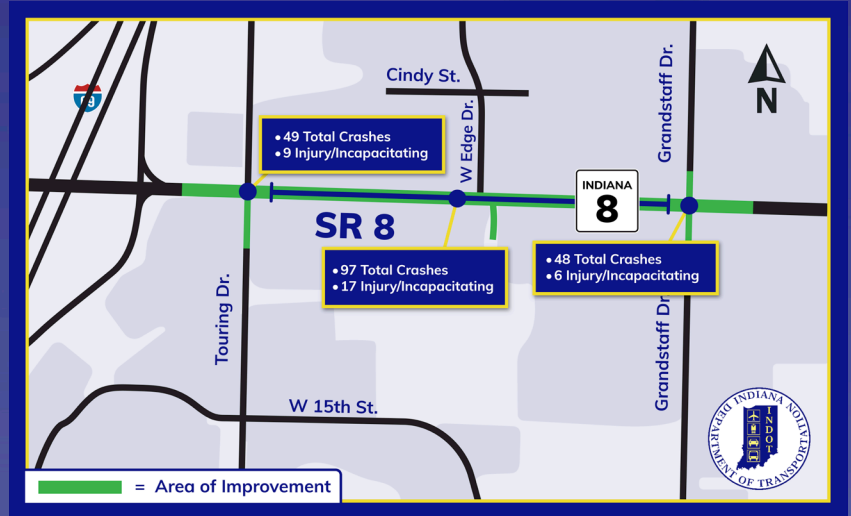 Cindy St.
W Edge Dr.
Grandstaff Dr.
N
69
• 49 Total Crashes
• 9 Injury/Incapacitating
INDIANA
8
SR 8
• 97 Total Crashes
• 17 Injury/Incapacitating
• 48 Total Crashes
• 6 Injury/Incapacitating
Touring Dr.
Grandstaff Dr.
W 15th St.
INDIANA
DEPARTMENT OF TRANSPORTATION
INDOT
= Area of Improvement